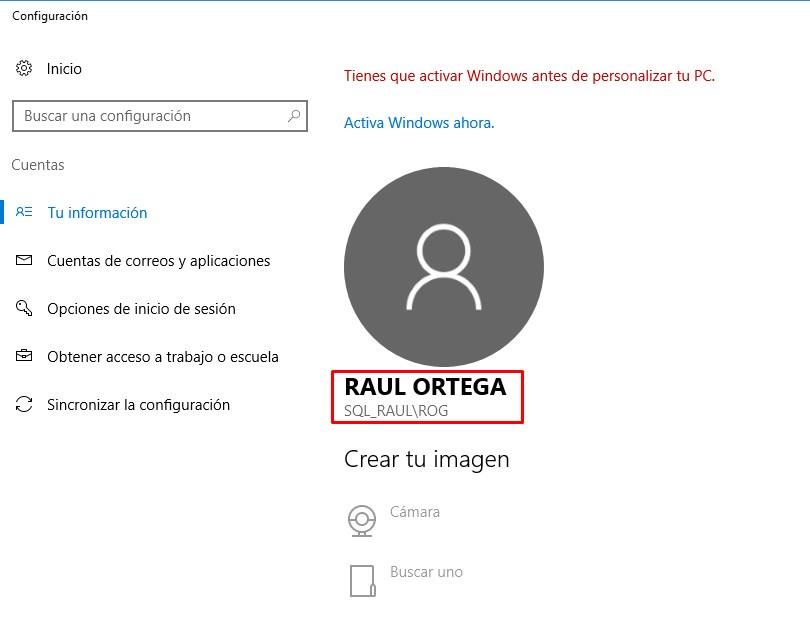 Configuración
Inicio
Buscar una configuración
Cuentas
Tu información
Cuentas de correos y aplicaciones
Opciones de inicio de sesión
Obtener acceso a trabajo o escuela
Sincronizar la configuración
Tienes que activar Windows antes de personalizar tu PC.
Activa Windows ahora.
RAUL ORTEGA
SQL_RAUL\ROG
Crear tu imagen
Cámara
Buscar uno